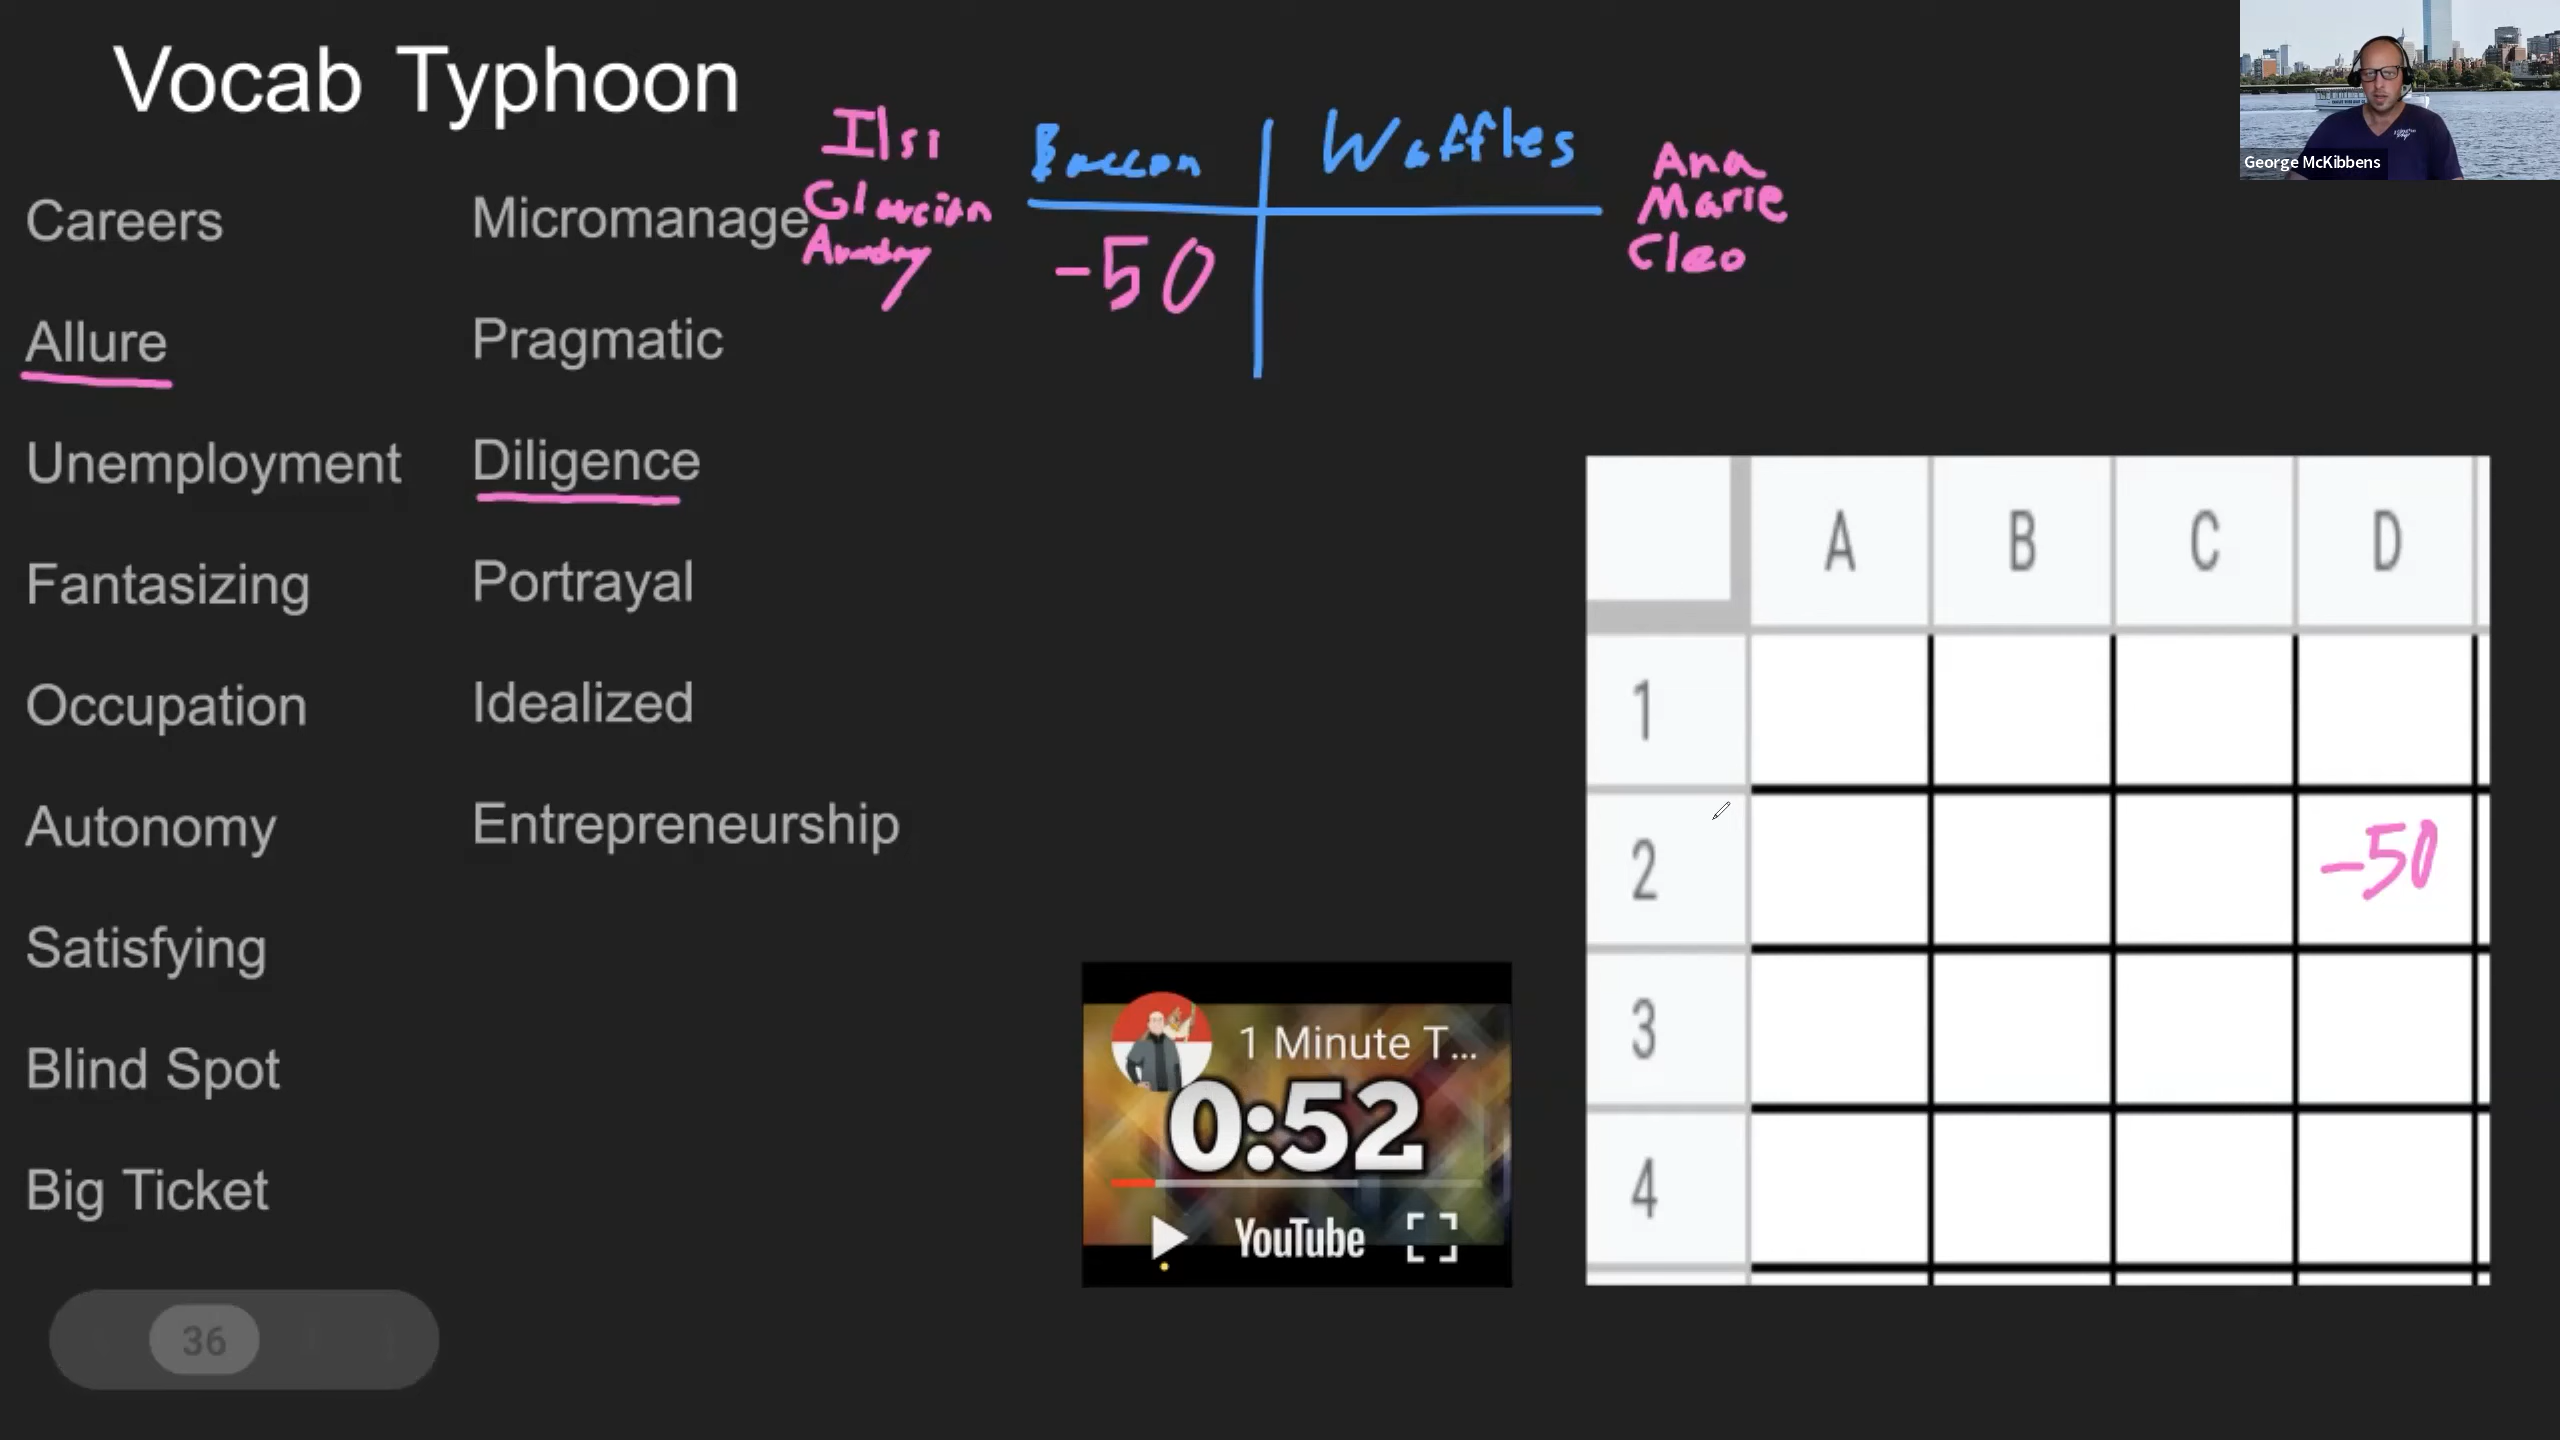 Vocab Typhoon
Careers
Allure
Unemployment
Fantasizing
Occupation
Autonomy
Satisfying
Blind Spot
Big Ticket
Micromanage
Pragmatic
Diligence
Portrayal
Idealized
Entrepreneurship
Ilsi
Waffles
Ana
Marie
Cleo
-50
George McKibbens
A B C D
1
2 -50
3
4
1 Minute T...
0:52
YouTube
36